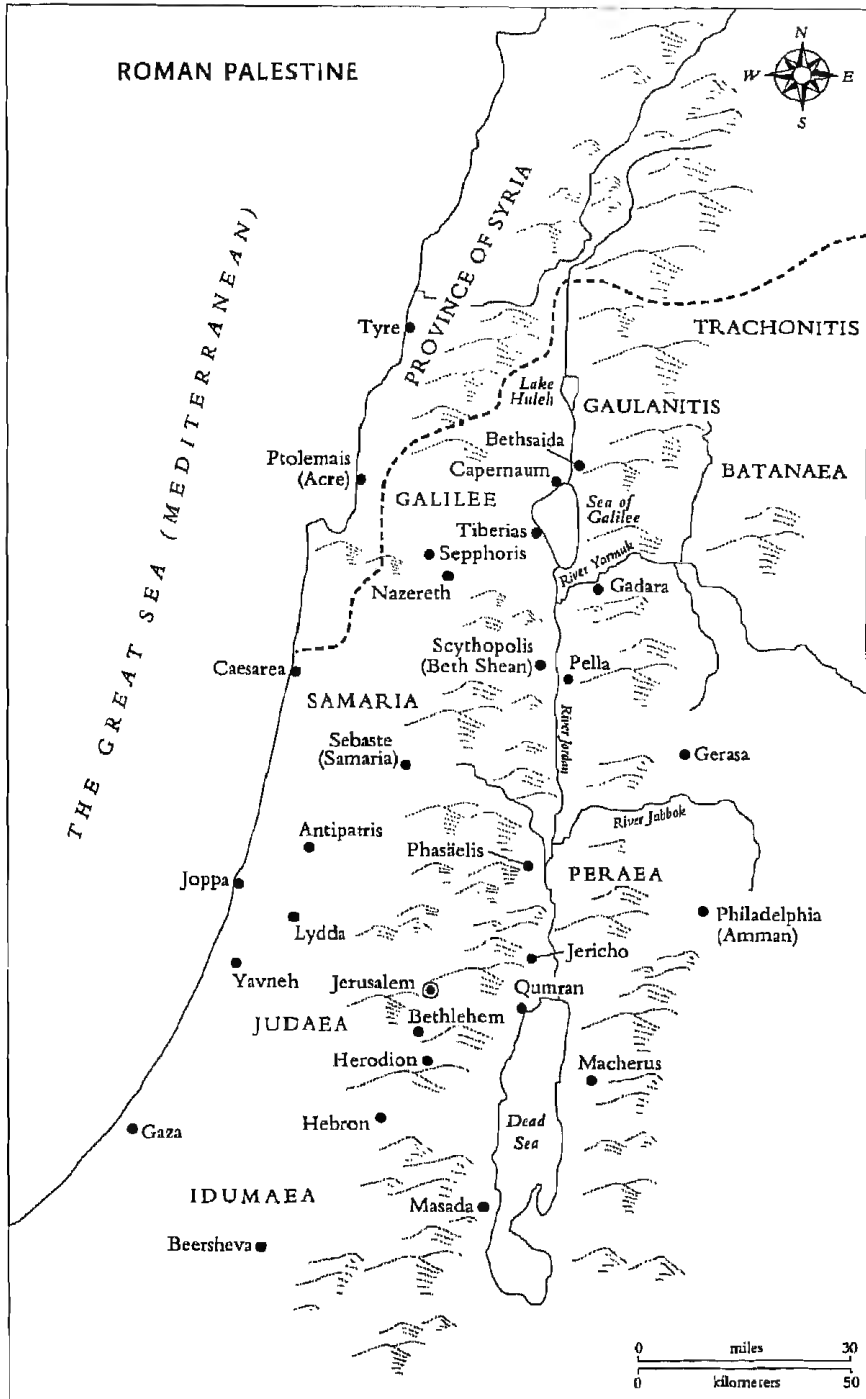 ROMAN PALESTINE
N
W E
S
THE GREAT SEA (MEDITERRANEAN)
PROVINCE OF SYRIA
Tyre
TRACHONITIS
Lake
Huleh
GAULANITIS
Bethsaida
Ptolemais
(Acre)
Capernaum
BATANAEA
GALILEE
Sea of
Galilee
Tiberias
Sepphoris
River Yarmuk
Nazereth
Gadara
Scythopolis
(Beth Shean)
Caesarea
Pella
SAMARIA
River Jordan
Sebaste
(Samaria)
Gerasa
River Jabbok
Antipatris
Phasäelis
PERAEA
Joppa
Philadelphia
(Amman)
Lydda
Jericho
Yavneh
Jerusalem
Qumran
JUDAEA
Bethlehem
Herodion
Macherus
Hebron
Gaza
Dead
Sea
IDUMAEA
Masada
Beersheva
0 miles 30
0 kilometers 50